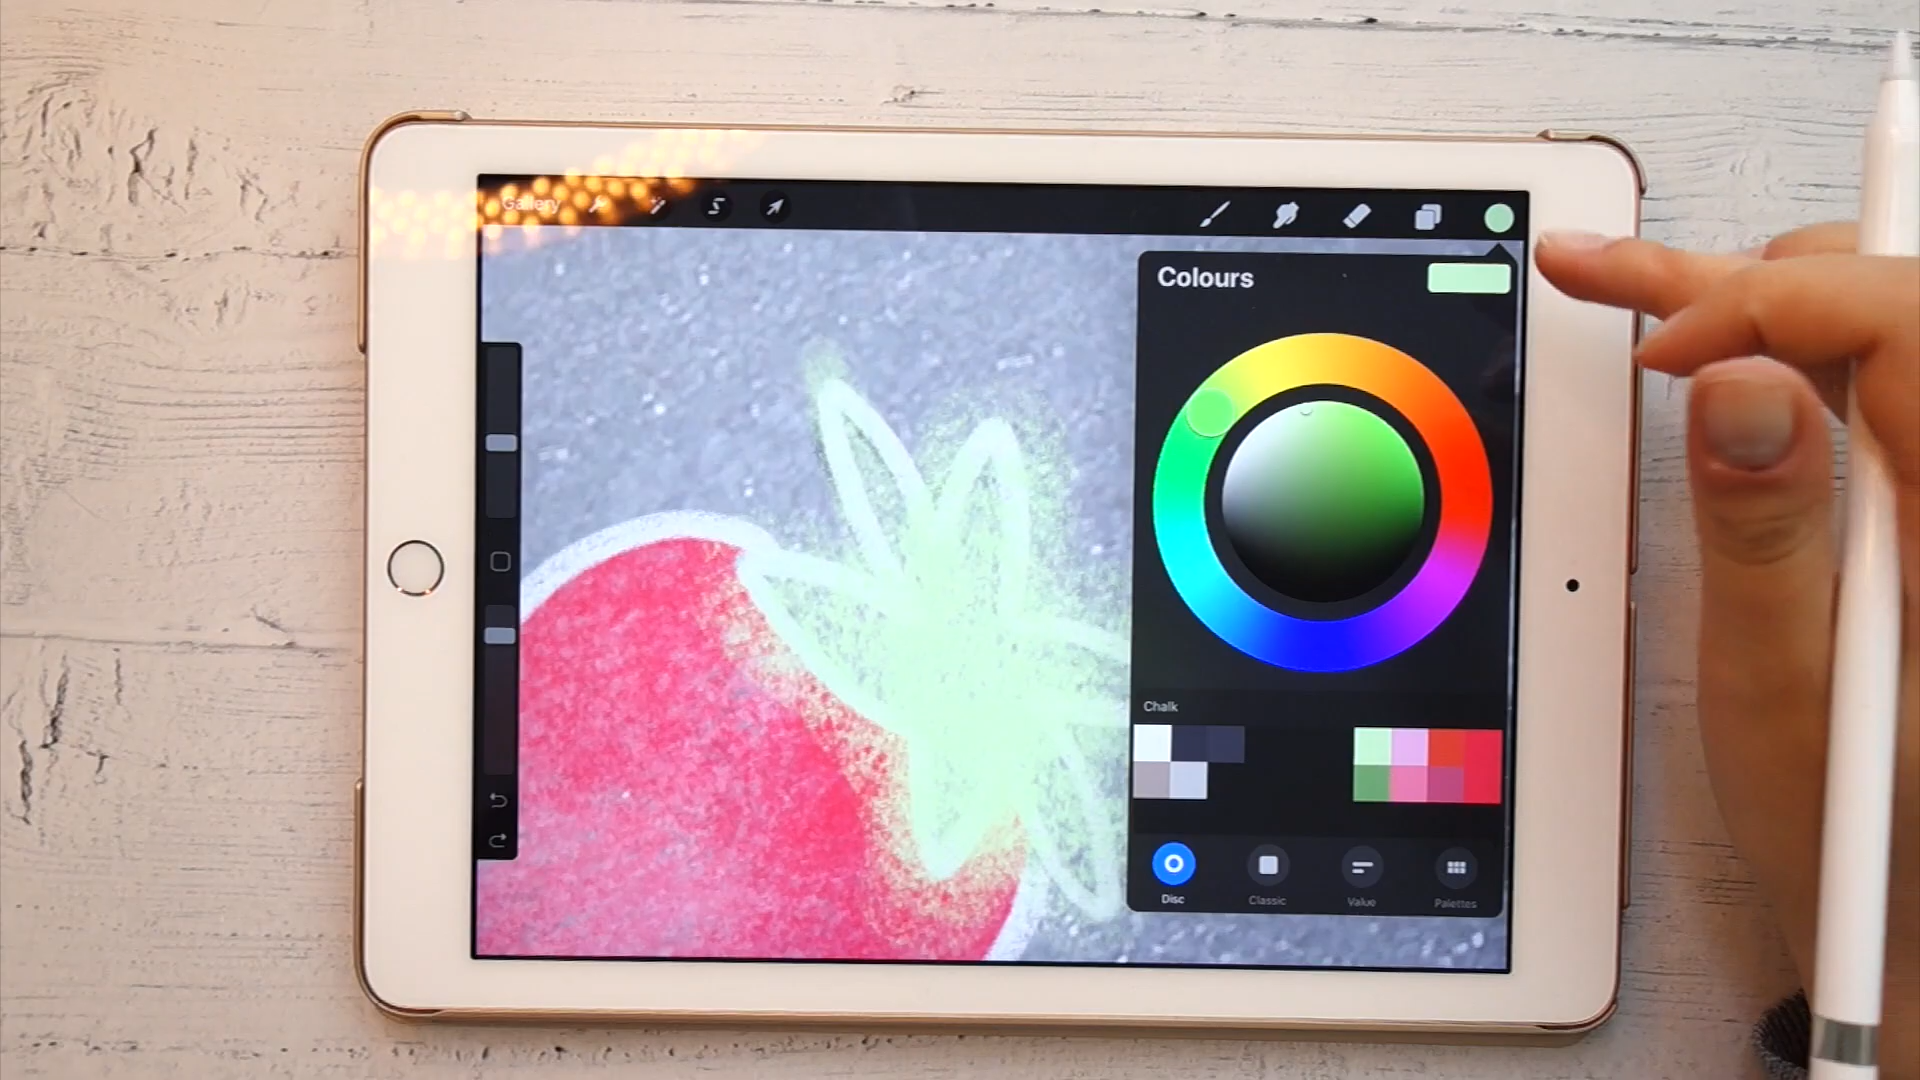 Gallery
Colours
Chalk
Disc
Classic
Value
Palettes